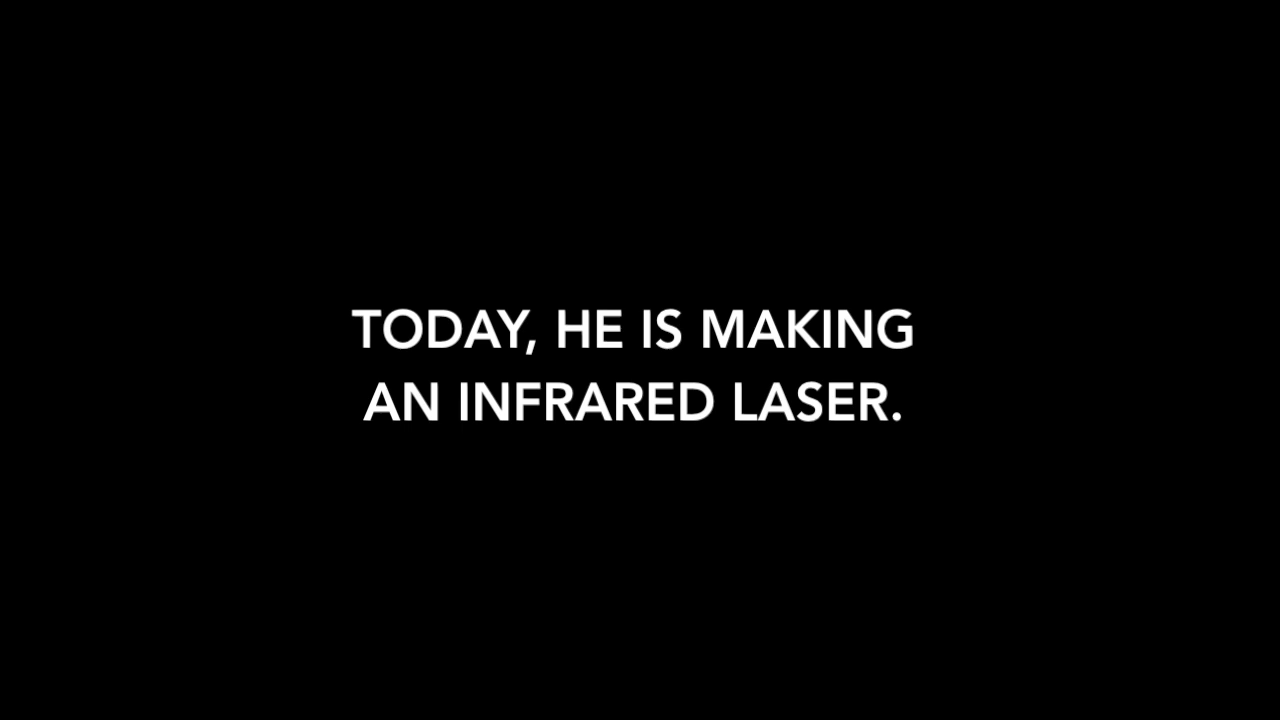 TODAY, HE IS MAKING
AN INFRARED LASER.